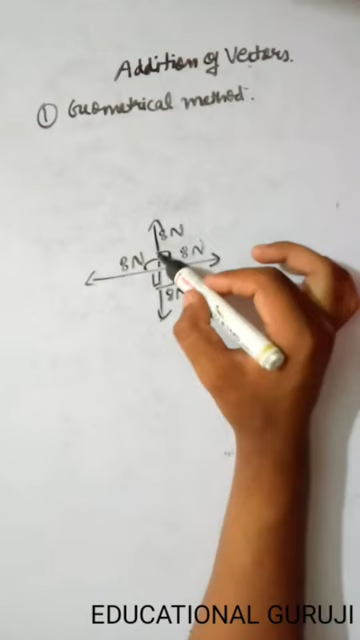 Addition of Vectors.
① Geometrical method.
8N
8N 8N
8N
EDUCATIONAL GURUJI